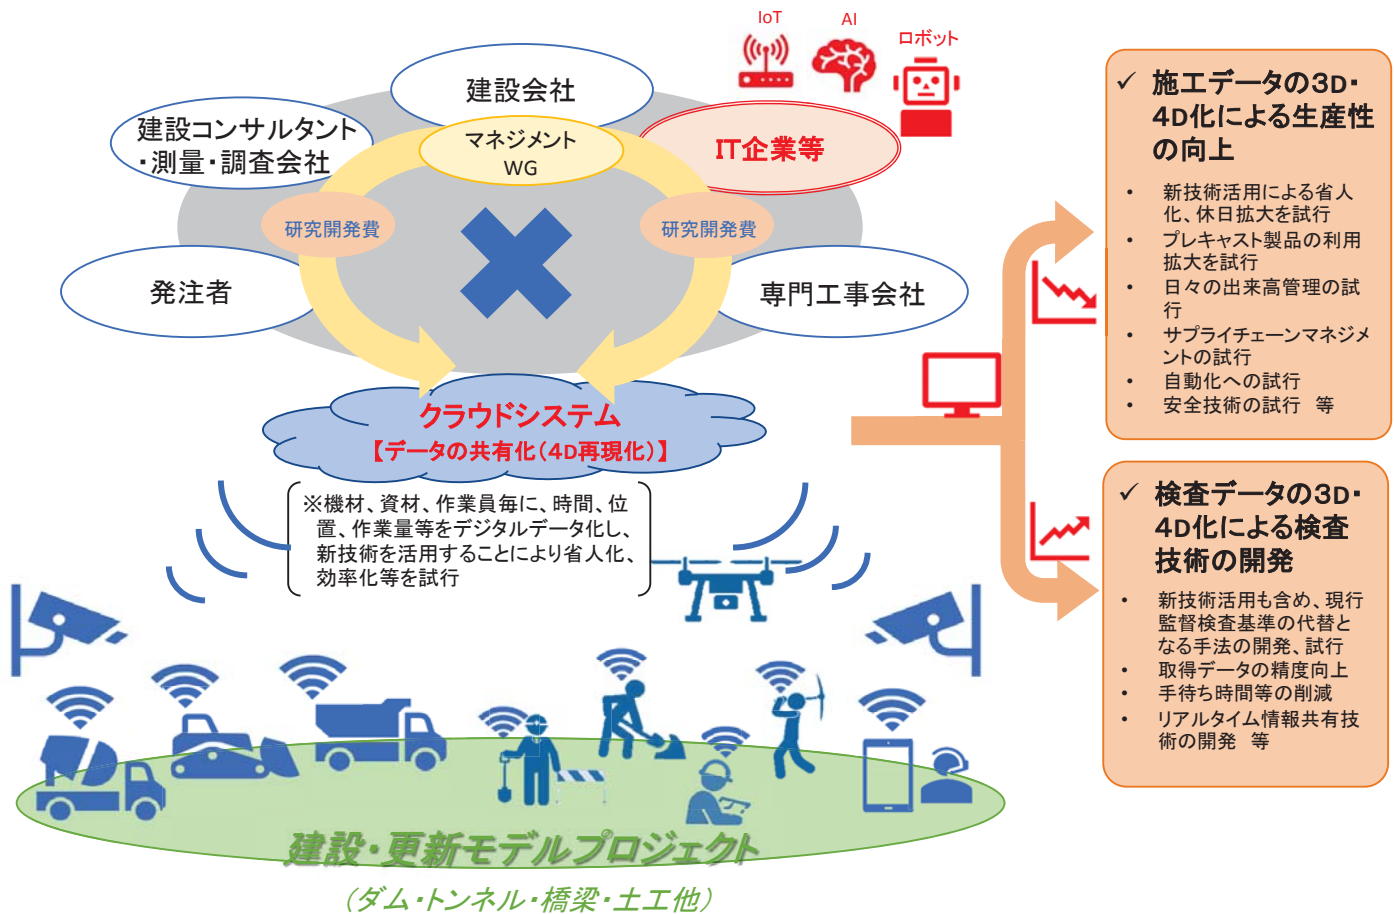 IoT
AI
ロボット
建設会社
建設コンサルタント
・測量・調査会社
マネジメント
WG
IT企業等
研究開発費
研究開発費
発注者
専門工事会社
クラウドシステム
【データの共有化（4D再現化）】
※機材、資材、作業員毎に、時間、位
置、作業量等をデジタルデータ化し、
新技術を活用することにより省人化、
効率化等を試行
建設・更新モデルプロジェクト
（ダム・トンネル・橋梁・土工他）
✓ 施工データの3D・
4D化による生産性
の向上
• 新技術活用による省人
化、休日拡大を試行
• プレキャスト製品の利用
拡大を試行
• 日々の出来高管理の試
行
• サプライチェーンマネジメ
ントの試行
• 自動化への試行
• 安全技術の試行　等
✓ 検査データの3D・
4D化による検査
技術の開発
• 新技術活用も含め、現行
監督検査基準の代替と
なる手法の開発、試行
• 取得データの精度向上
• 手待ち時間等の削減
• リアルタイム情報共有技
術の開発　等